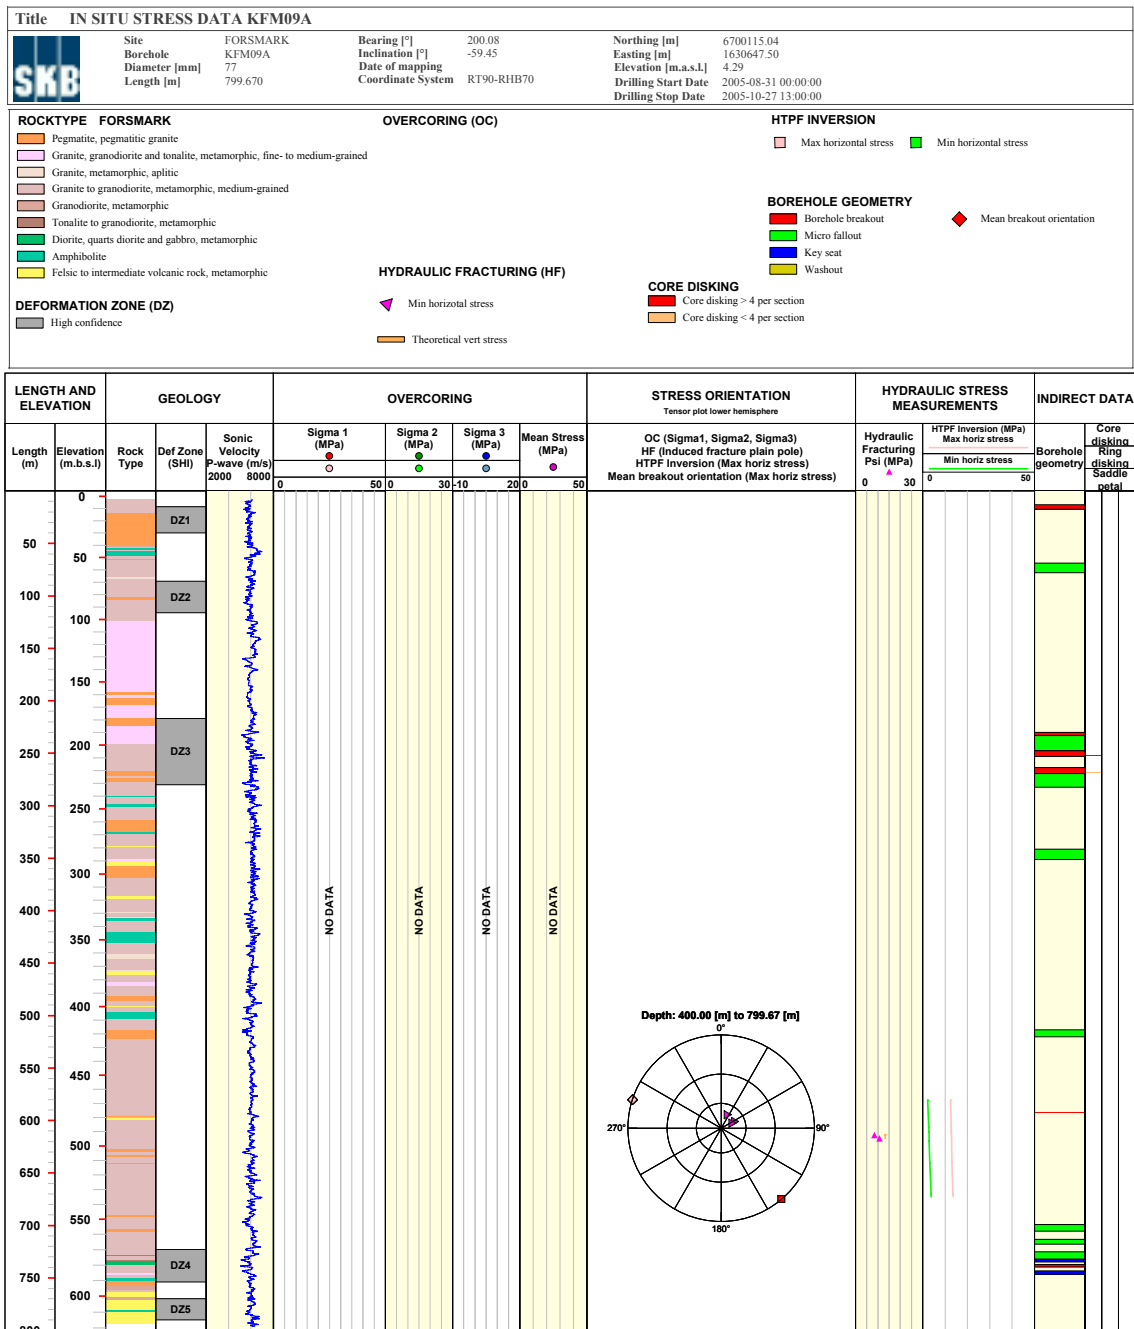 Title IN SITU STRESS DATA KFM09A
SKB
Site FORSMARK
Borehole KFM09A
Diameter [mm] 77
Length [m] 799.670
Bearing [°] 200.08
Inclination [°] -59.45
Date of mapping
Coordinate System RT90-RHB70
Northing [m] 6700115.04
Easting [m] 1630647.50
Elevation [m.a.s.l.] 4.29
Drilling Start Date 2005-08-31 00:00:00
Drilling Stop Date 2005-10-27 13:00:00
ROCKTYPE FORSMARK
Pegmatite, pegmatitic granite
Granite, granodiorite and tonalite, metamorphic, fine- to medium-grained
Granite, metamorphic, aplitic
Granite to granodiorite, metamorphic, medium-grained
Granodiorite, metamorphic
Tonalite to granodiorite, metamorphic
Diorite, quarts diorite and gabbro, metamorphic
Amphibolite
Felsic to intermediate volcanic rock, metamorphic
DEFORMATION ZONE (DZ)
High confidence
OVERCORING (OC)
HYDRAULIC FRACTURING (HF)
Min horizotal stress
Theoretical vert stress
HTPF INVERSION
Max horizontal stress Min horizontal stress
BOREHOLE GEOMETRY
Borehole breakout Mean breakout orientation
Micro fallout
Key seat
Washout
CORE DISKING
Core disking > 4 per section
Core disking < 4 per section
LENGTH AND
ELEVATION
GEOLOGY
OVERCORING
STRESS ORIENTATION
Tensor plot lower hemisphere
HYDRAULIC STRESS
MEASUREMENTS
INDIRECT DATA
Length
(m)
Elevation
(m.b.s.l)
Rock
Type
Def Zone
(SHI)
Sonic
Velocity
P-wave (m/s)
2000 8000
Sigma 1
(MPa)
0 50
Sigma 2
(MPa)
0 30
Sigma 3
(MPa)
-10 20
Mean Stress
(MPa)
0 50
OC (Sigma1, Sigma2, Sigma3)
HF (Induced fracture plain pole)
HTPF Inversion (Max horiz stress)
Mean breakout orientation (Max horiz stress)
Hydraulic
Fracturing
Psi (MPa)
0 30
HTPF Inversion (MPa)
Max horiz stress
Min horiz stress
0 50
Borehole
geometry
Core
disking
Ring
disking
Saddle
petal
50
100
150
200
250
300
350
400
450
500
550
600
650
700
750
800
0
50
100
150
200
250
300
350
400
450
500
550
600
DZ1
DZ2
DZ3
DZ4
DZ5
NO DATA
NO DATA
NO DATA
NO DATA
Depth: 400.00 [m] to 799.67 [m]
0°
270°
90°
180°